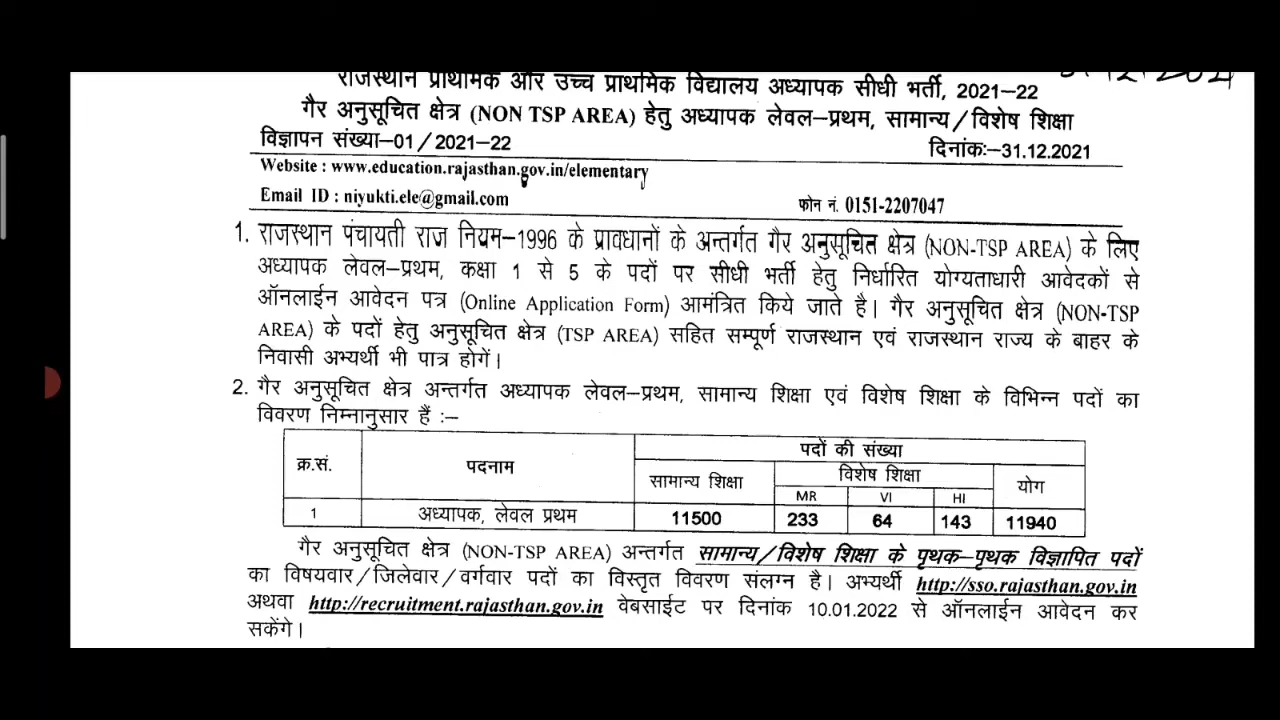 राजस्थान प्राथमिक और उच्च प्राथमिक विद्यालय अध्यापक सीधी भर्ती, 2021-22
गैर अनुसूचित क्षेत्र (NON TSP AREA) हेतु अध्यापक लेवल-प्रथम, सामान्य/विशेष शिक्षा
विज्ञापन संख्या-01/2021-22 दिनांकः-31.12.2021
Website : www.education.rajasthan.gov.in/elementary
Email ID : niyukti.ele@gmail.com फोन नं. 0151-2207047
1. राजस्थान पंचायती राज नियम-1996 के प्रावधानों के अन्तर्गत गैर अनुसूचित क्षेत्र (NON-TSP AREA) के लिए
अध्यापक लेवल-प्रथम, कक्षा 1 से 5 के पदों पर सीधी भर्ती हेतु निर्धारित योग्यताधारी आवेदकों से
ऑनलाईन आवेदन पत्र (Online Application Form) आमंत्रित किये जाते है। गैर अनुसूचित क्षेत्र (NON-TSP
AREA) के पदों हेतु अनुसूचित क्षेत्र (TSP AREA) सहित सम्पूर्ण राजस्थान एवं राजस्थान राज्य के बाहर के
निवासी अभ्यर्थी भी पात्र होगें।
2. गैर अनुसूचित क्षेत्र अन्तर्गत अध्यापक लेवल-प्रथम, सामान्य शिक्षा एवं विशेष शिक्षा के विभिन्न पदों का
विवरण निम्नानुसार हैं :-
क्र.सं. पदनाम पदों की संख्या
सामान्य शिक्षा विशेष शिक्षा योग
MR VI HI
1 अध्यापक, लेवल प्रथम 11500 233 64 143 11940
गैर अनुसूचित क्षेत्र (NON-TSP AREA) अन्तर्गत सामान्य/विशेष शिक्षा के पृथक-पृथक विज्ञापित पदों
का विषयवार/जिलेवार/वर्गवार पदों का विस्तृत विवरण संलग्न है। अभ्यर्थी http://sso.rajasthan.gov.in
अथवा http://recruitment.rajasthan.gov.in वेबसाईट पर दिनांक 10.01.2022 से ऑनलाईन आवेदन कर
सकेंगे।